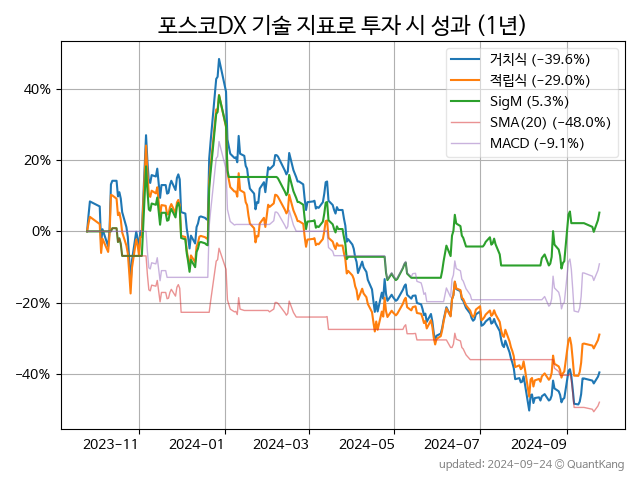 포스코DX 기술 지표로 투자 시 성과 (1년)
거치식 (−39.6%)
적립식 (−29.0%)
SigM (5.3%)
SMA(20) (−48.0%)
MACD (−9.1%)
40%
20%
0%
−20%
−40%
2023-11 2024-01 2024-03 2024-05 2024-07 2024-09
updated: 2024-09-24 © QuantKang